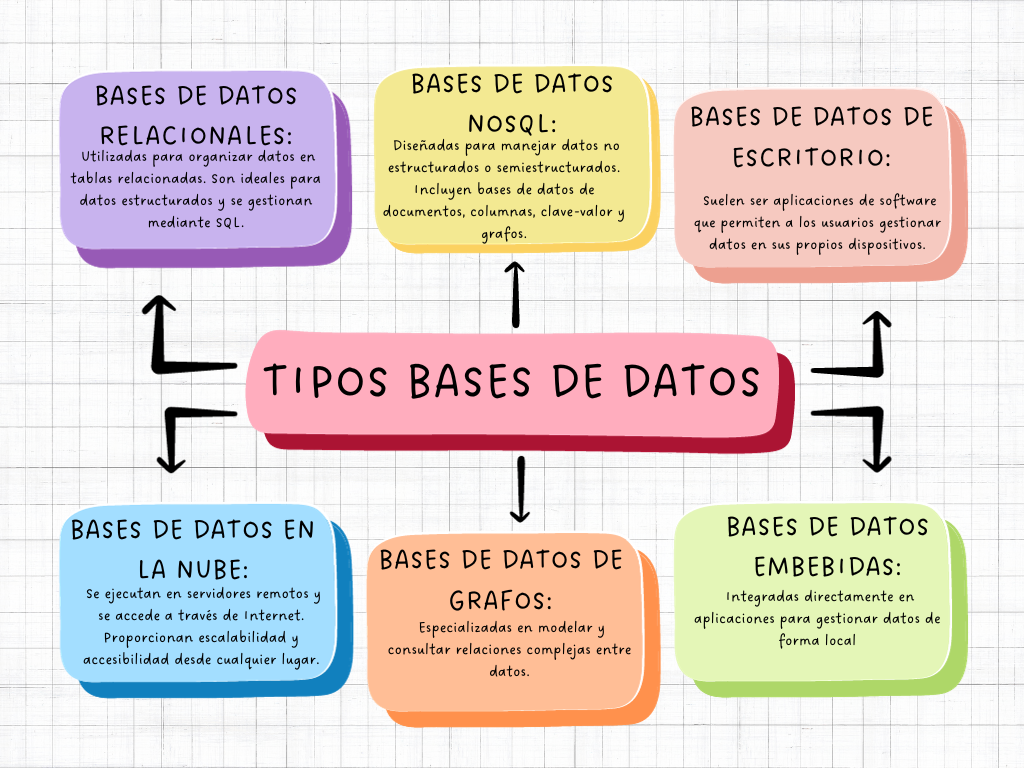 BASES DE DATOS
RELACIONALES:
Utilizadas para organizar datos en
tablas relacionadas. Son ideales para
datos estructurados y se gestionan
mediante SQL.
BASES DE DATOS
NOSQL:
Diseñadas para manejar datos no
estructurados o semiestructurados.
Incluyen bases de datos de
documentos, columnas, clave-valor y
grafos.
BASES DE DATOS DE
ESCRITORIO:
Suelen ser aplicaciones de software
que permiten a los usuarios gestionar
datos en sus propios dispositivos.
TIPOS BASES DE DATOS
BASES DE DATOS EN
LA NUBE:
Se ejecutan en servidores remotos y
se accede a través de Internet.
Proporcionan escalabilidad y
accesibilidad desde cualquier lugar.
BASES DE DATOS DE
GRAFOS:
Especializadas en modelar y
consultar relaciones complejas entre
datos.
BASES DE DATOS
EMBEBIDAS:
Integradas directamente en
aplicaciones para gestionar datos de
forma local